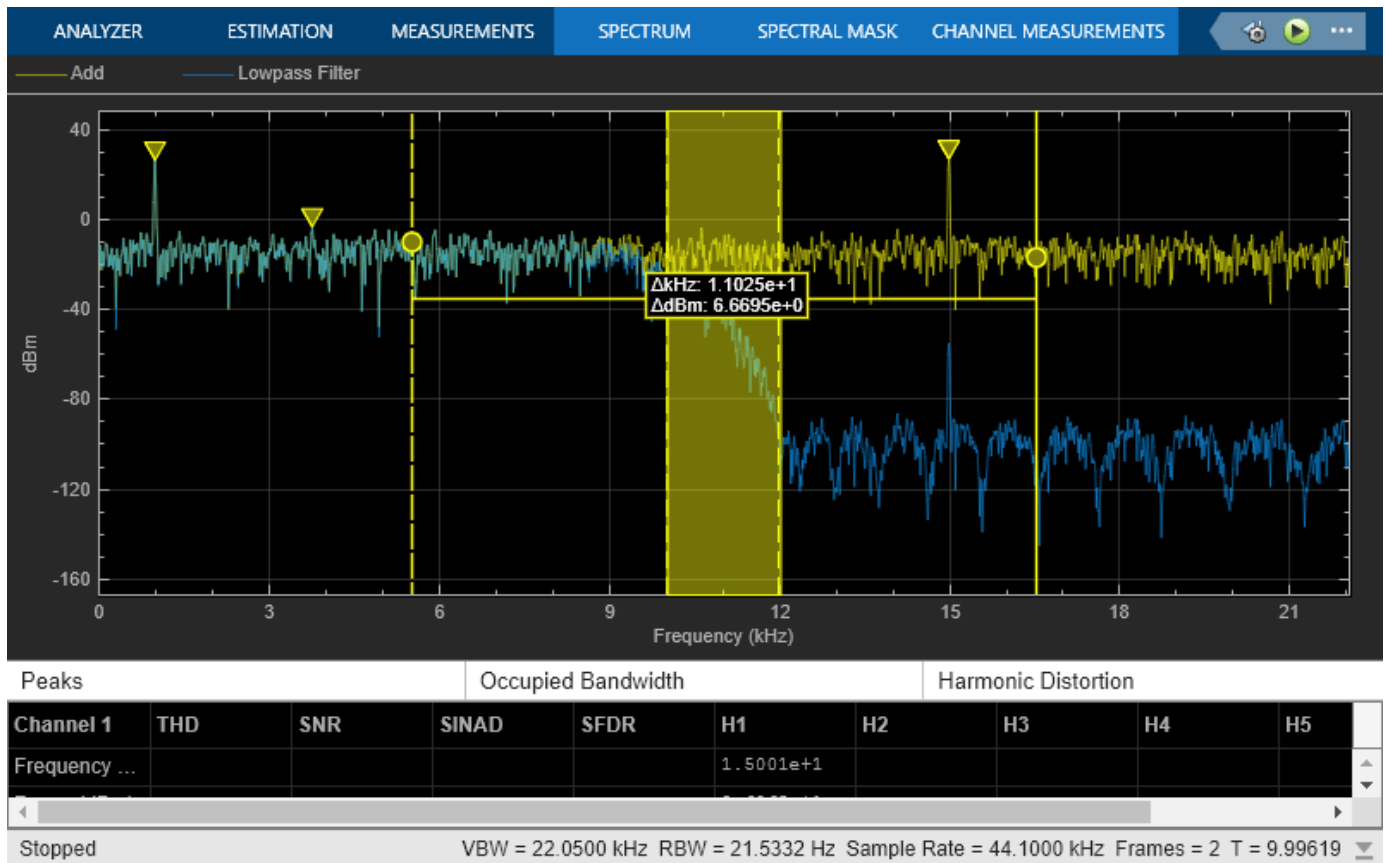 ANALYZER ESTIMATION MEASUREMENTS SPECTRUM SPECTRAL MASK CHANNEL MEASUREMENTS
Add Lowpass Filter
40
0
-40
-80
-120
-160
dBm
ΔkHz: 1.1025e+1
ΔdBm: 6.6695e+0
0 3 6 9 12 15 18 21
Frequency (kHz)
Peaks Occupied Bandwidth Harmonic Distortion
Channel 1 THD SNR SINAD SFDR H1 H2 H3 H4 H5
Frequency ... 1.5001e+1
Stopped VBW = 22.0500 kHz RBW = 21.5332 Hz Sample Rate = 44.1000 kHz Frames = 2 T = 9.99619